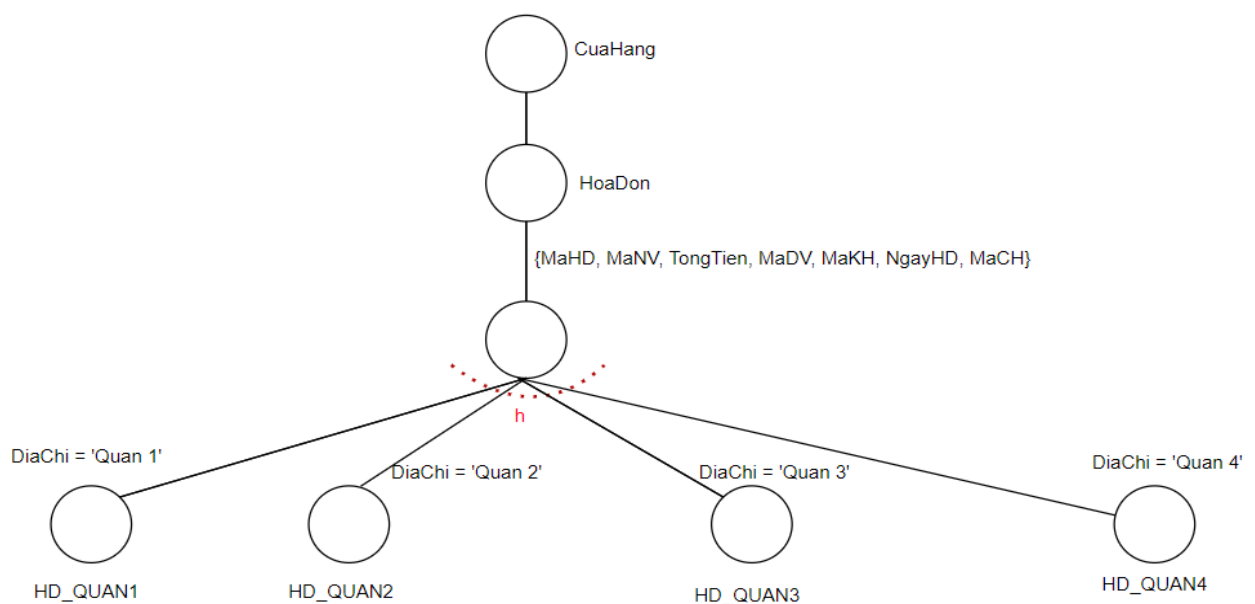 CuaHang
HoaDon
{MaHD, MaNV, TongTien, MaDV, MaKH, NgayHD, MaCH}
h
DiaChi = 'Quan 1'
DiaChi = 'Quan 2'
DiaChi = 'Quan 3'
DiaChi = 'Quan 4'
HD_QUAN1
HD_QUAN2
HD_QUAN3
HD_QUAN4